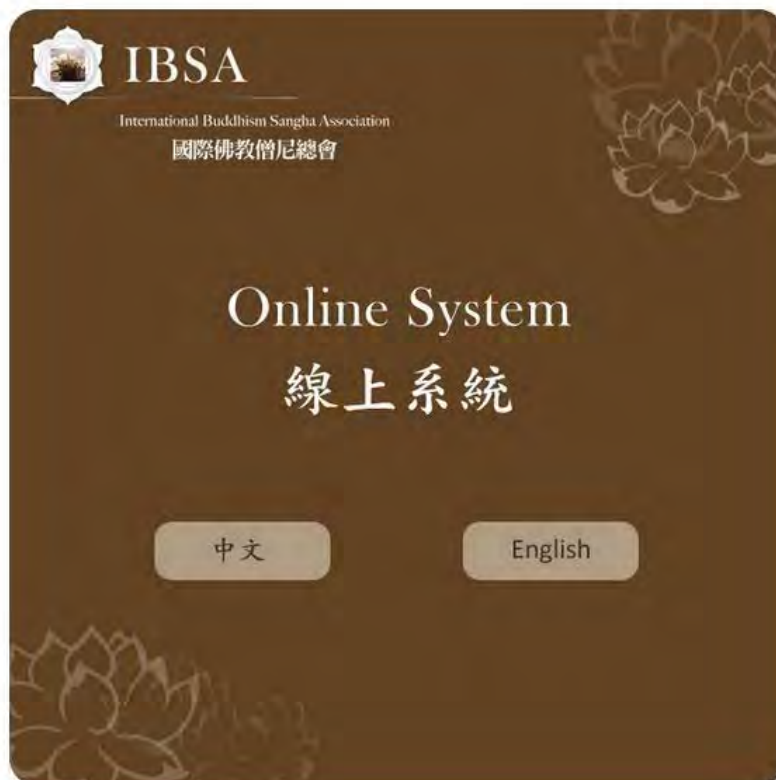 IBSA
International Buddhism Sangha Association
國際佛教僧尼總會
Online System
線上系統
中文
English